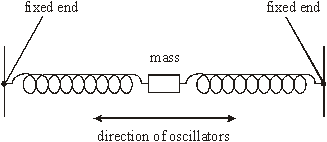 fixed end
fixed end
mass
direction of oscillators